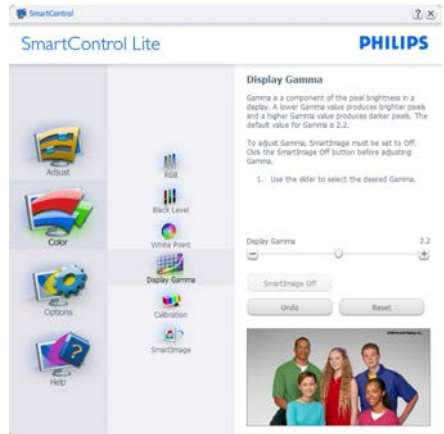 SmartControl
SmartControl Lite
PHILIPS
Adjust
Color
Options
Help
RGB
Black Level
White Point
Display Gamma
Calibration
SmartImage
Display Gamma
Gamma is a component of the pixel brightness in a
display. A lower Gamma value produces brighter pixels
and a higher Gamma value produces darker pixels. The
default value for Gamma is 2.2.
To adjust Gamma, SmartImage must be set to Off.
Click the SmartImage Off button before adjusting
Gamma.
1. Use the slider to select the desired Gamma.
Display Gamma 2.2
SmartImage Off
Undo Reset